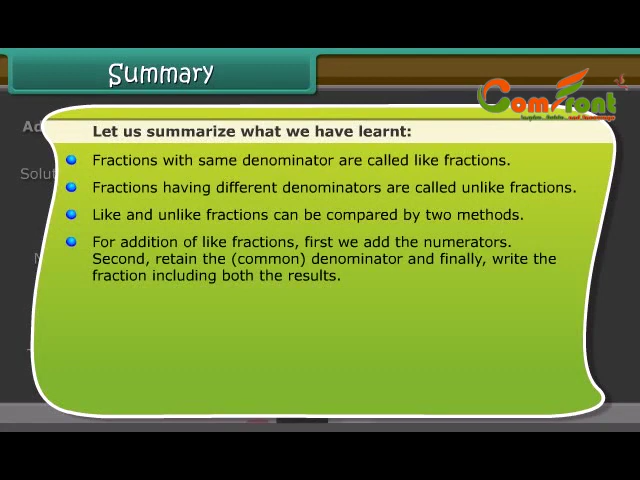 Summary
ComFront
Let us summarize what we have learnt:
Fractions with same denominator are called like fractions.
Fractions having different denominators are called unlike fractions.
Like and unlike fractions can be compared by two methods.
For addition of like fractions, first we add the numerators.
Second, retain the (common) denominator and finally, write the
fraction including both the results.